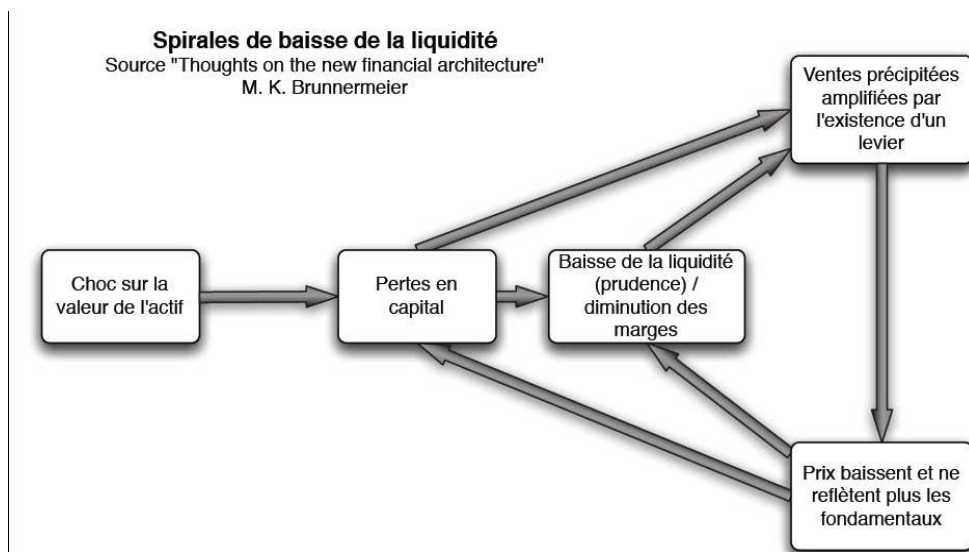 Spirales de baisse de la liquidité
Source "Thoughts on the new financial architecture"
M. K. Brunnermeier
Ventes précipitées
amplifiées par
l'existence d'un
levier
Choc sur la
valeur de l'actif
Pertes en
capital
Baisse de la liquidité
(prudence) /
diminution des
marges
Prix baissent et ne
reflètent plus les
fondamentaux